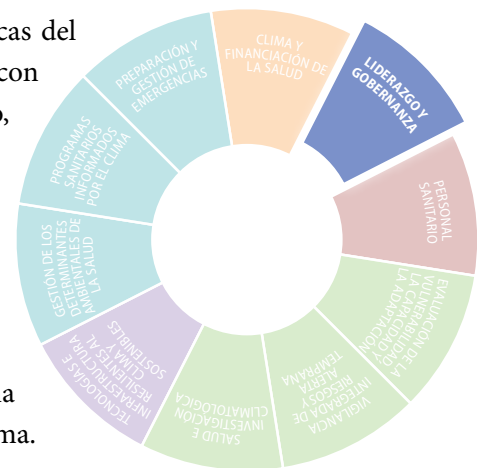 cas del
con
o,
a
ma.
CLIMA Y
FINANCIACIÓN DE
LA SALUD
LIDERAZGO Y
GOBERNANZA
PERSONAL
SANITARIO
EVALUACIÓN DE LA
VULNERABILIDAD,
LA CAPACIDAD Y
LA ADAPTACIÓN
VIGILANCIA
INTEGRADA DE
RIESGOS Y
ALERTA
TEMPRANA
SALUD E
INVESTIGACIÓN
CLIMATOLÓGICA
TECNOLOGÍAS E
INFRAESTRUCTURA
RESILIENTES AL
CLIMA Y
SOSTENIBLES
GESTIÓN DE LOS
DETERMINANTES
AMBIENTALES DE
LA SALUD
PROGRAMAS
SANITARIOS
INFORMADOS
POR EL CLIMA
PREPARACIÓN Y
GESTIÓN DE
EMERGENCIAS